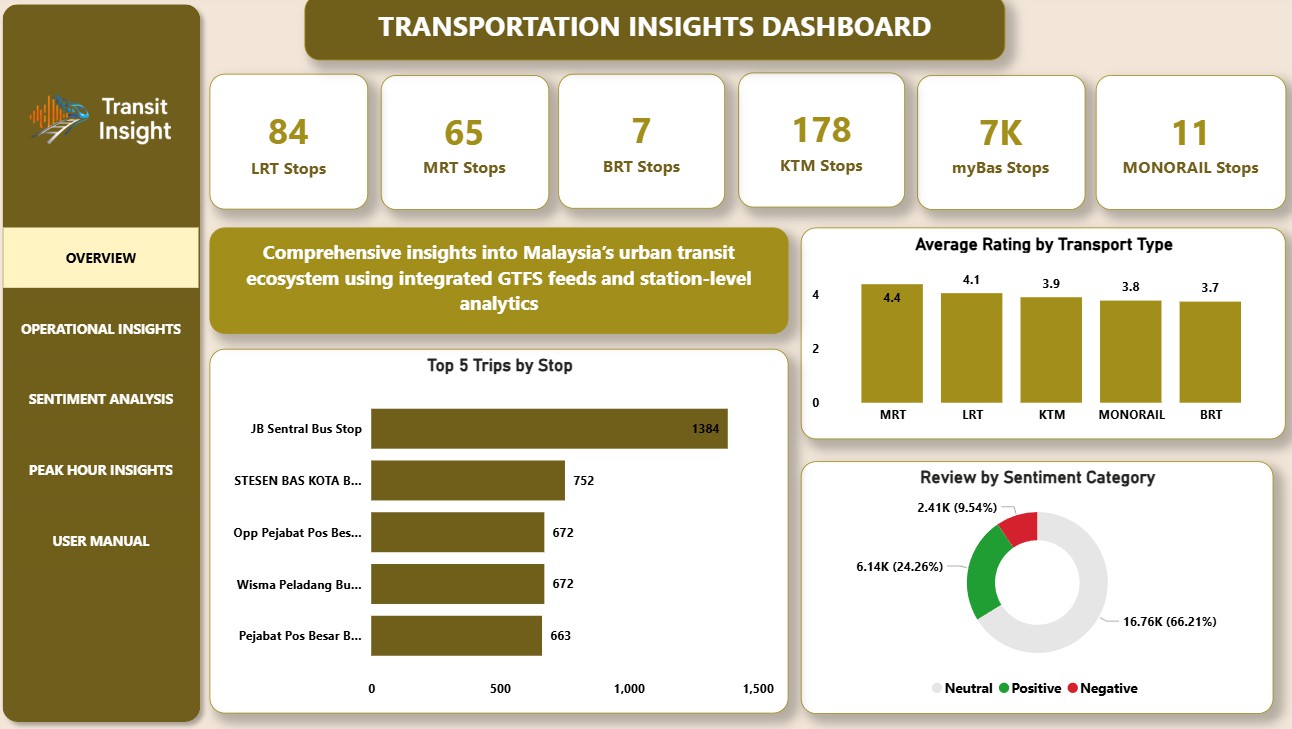 TRANSPORTATION INSIGHTS DASHBOARD
Transit
Insight
OVERVIEW
OPERATIONAL INSIGHTS
SENTIMENT ANALYSIS
PEAK HOUR INSIGHTS
USER MANUAL
84
LRT Stops
65
MRT Stops
7
BRT Stops
178
KTM Stops
7K
myBas Stops
11
MONORAIL Stops
Comprehensive insights into Malaysia’s urban transit
ecosystem using integrated GTFS feeds and station-level
analytics
Top 5 Trips by Stop
JB Sentral Bus Stop 1384
STESEN BAS KOTA B... 752
Opp Pejabat Pos Bes... 672
Wisma Peladang Bu... 672
Pejabat Pos Besar B... 663
0 500 1,000 1,500
Average Rating by Transport Type
4
2
0
4.4 4.1 3.9 3.8 3.7
MRT LRT KTM MONORAIL BRT
Review by Sentiment Category
2.41K (9.54%)
6.14K (24.26%)
16.76K (66.21%)
Neutral Positive Negative